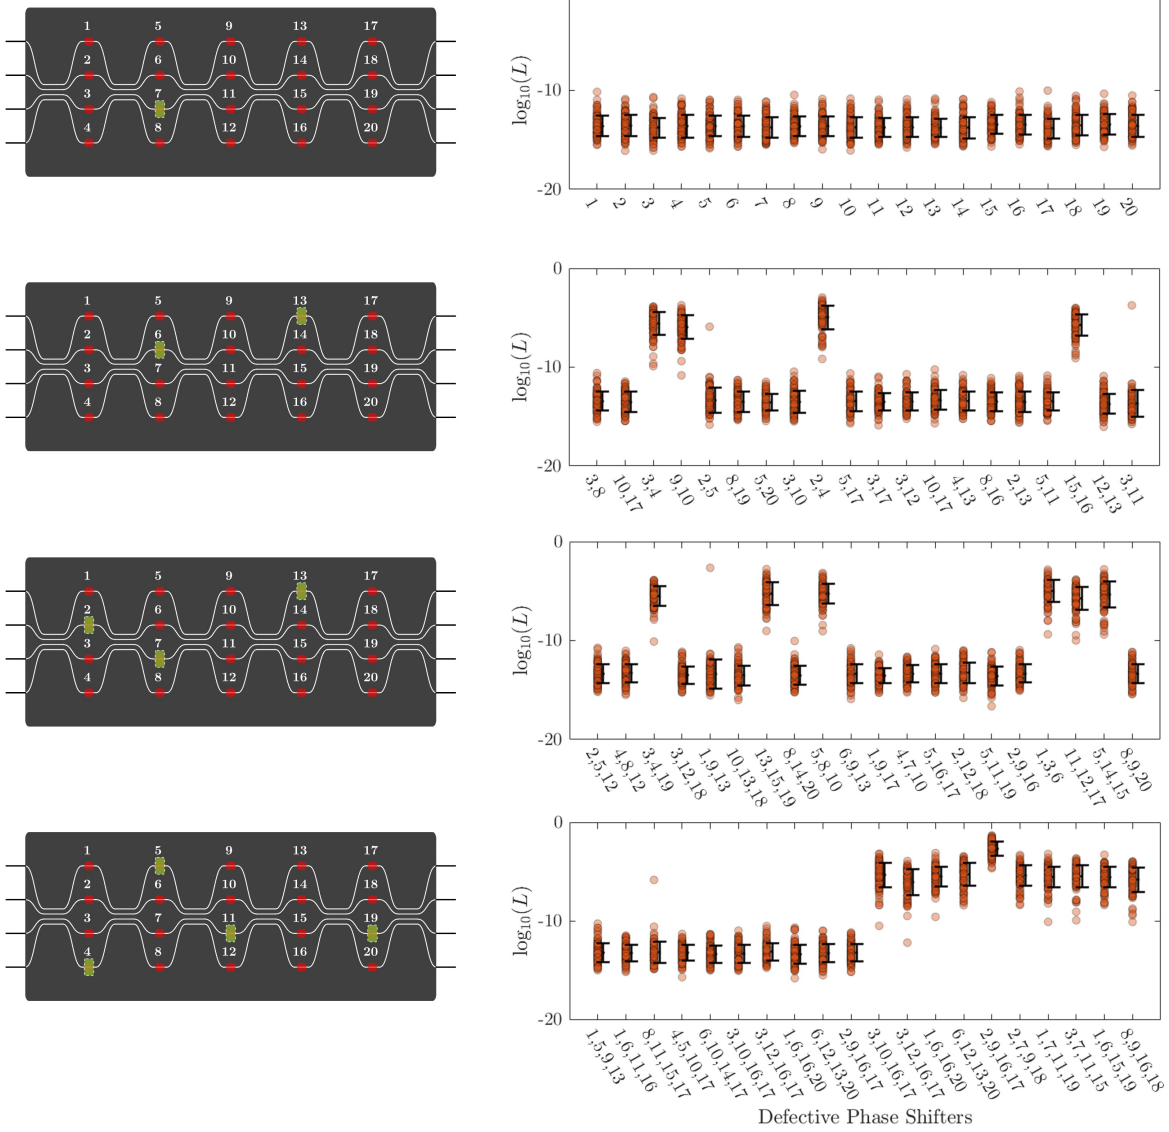 1 5 9 13 17
2 6 10 14 18
3 7 11 15 19
4 8 12 16 20
log10(L)
-10
-20
1 2 3 4 5 6 7 8 9 10 11 12 13 14 15 16 17 18 19 20
1 5 9 13 17
2 6 10 14 18
3 7 11 15 19
4 8 12 16 20
log10(L)
0
-10
-20
3,8 10,17 3,4 9,10 2,5 8,19 5,20 3,10 2,4 5,17 3,17 3,12 10,17 4,13 8,16 2,13 5,11 15,16 12,13 3,11
1 5 9 13 17
2 6 10 14 18
3 7 11 15 19
4 8 12 16 20
log10(L)
0
-10
-20
2,5,12 4,8,12 3,4,19 3,12,18 1,9,13 10,13,18 13,15,19 8,14,20 5,8,10 6,9,13 1,9,17 4,7,10 5,16,17 2,12,18 5,11,19 2,9,16 1,3,6 11,12,17 5,14,15 8,9,20
1 5 9 13 17
2 6 10 14 18
3 7 11 15 19
4 8 12 16 20
log10(L)
0
-10
-20
1,5,9,13 1,6,11,16 8,11,15,17 4,5,10,17 6,10,14,17 3,10,16,17 3,12,16,17 1,6,16,20 6,12,13,20 2,9,16,17 3,10,16,17 3,12,16,17 1,6,16,20 6,12,13,20 2,9,16,17 2,7,9,18 1,7,11,19 3,7,11,15 1,6,15,19 8,9,16,18
Defective Phase Shifters